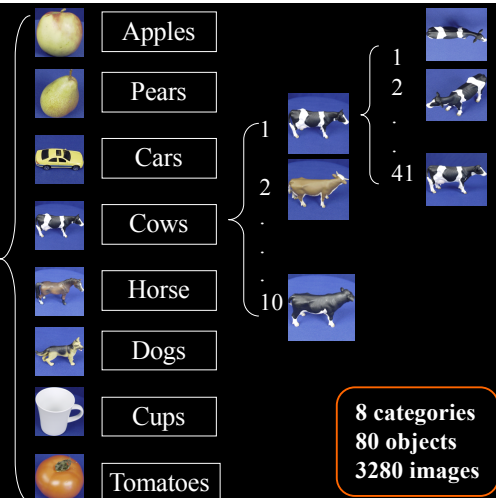 Apples
Pears
Cars
Cows
Horse
Dogs
Cups
Tomatoes
1
2
.
.
.
10
1
2
.
.
41
8 categories
80 objects
3280 images